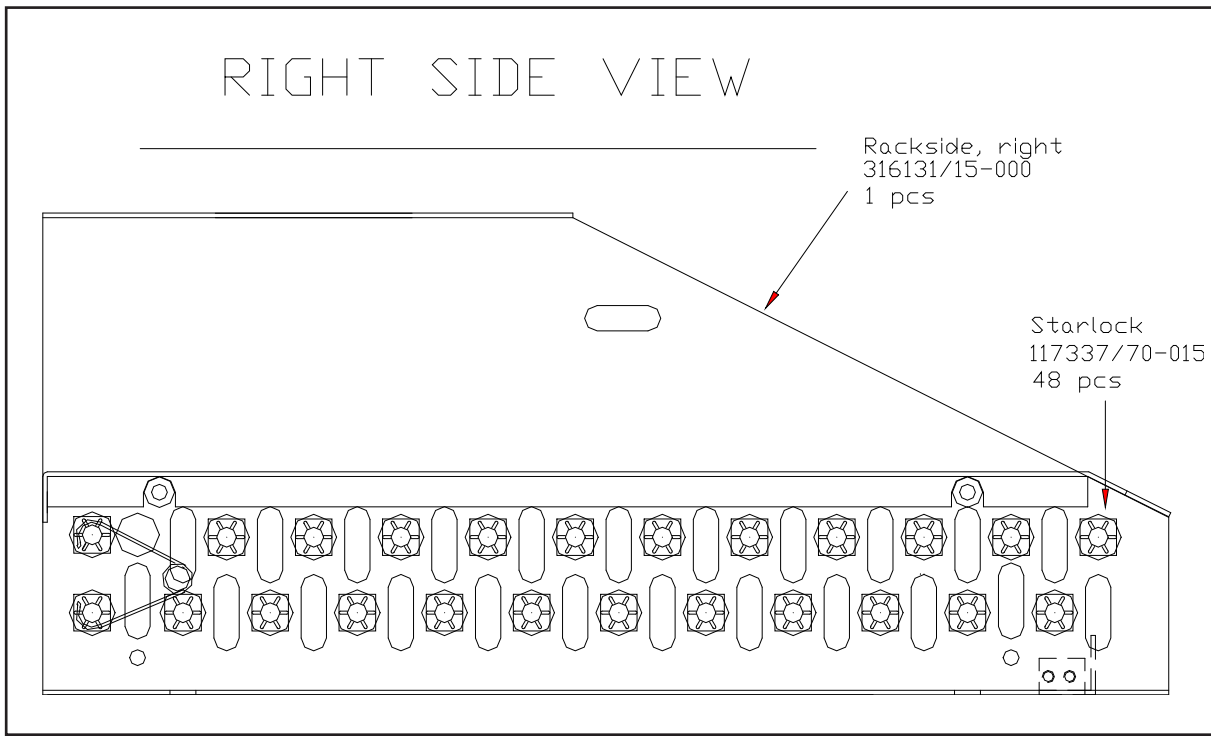 RIGHT SIDE VIEW
Rackside, right
316131/15-000
1 pcs
Starlock
117337/70-015
48 pcs